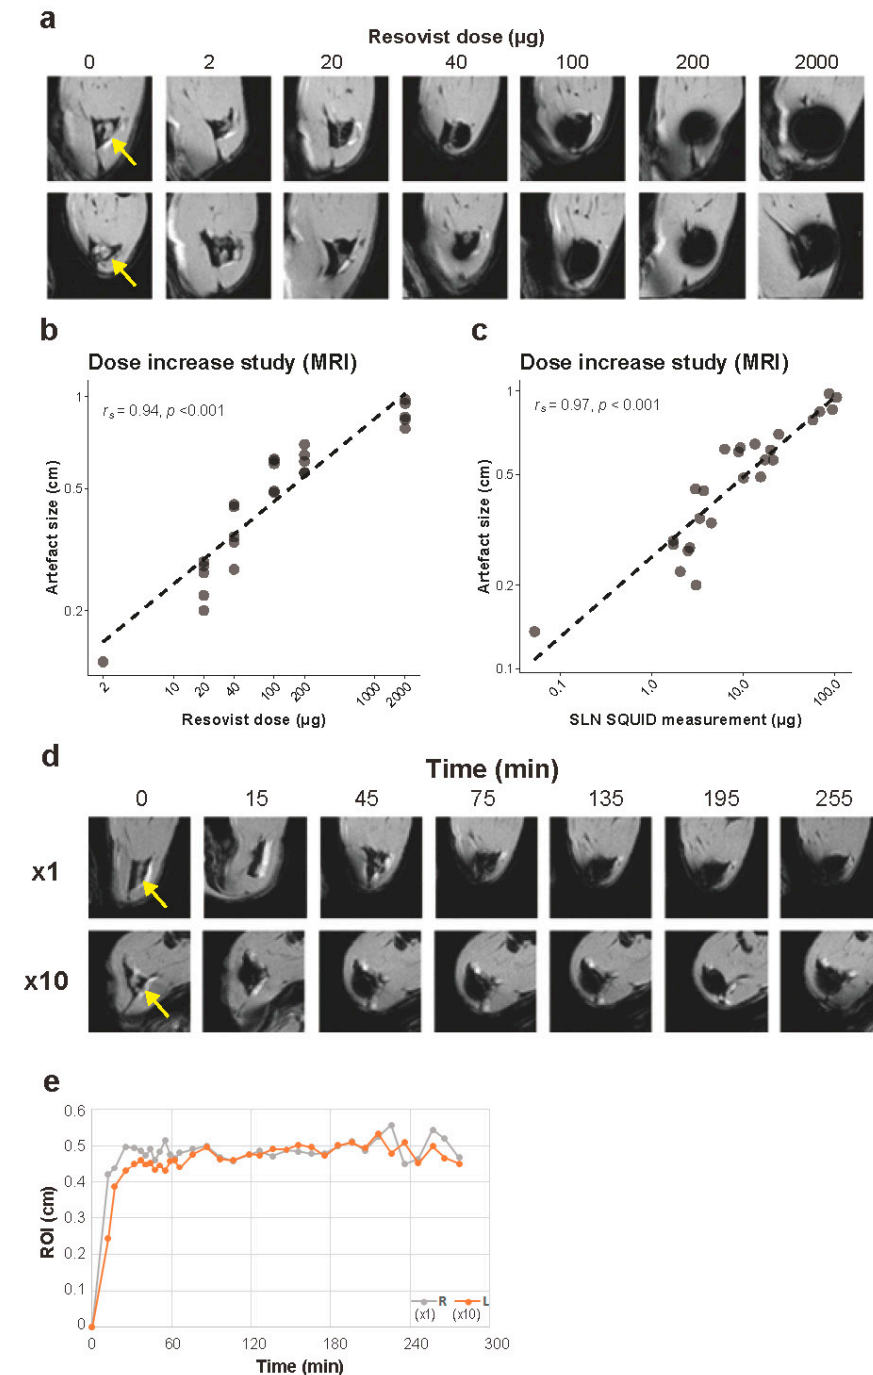 a
Resovist dose (µg)
0 2 20 40 100 200 2000
b
Dose increase study (MRI)
rs = 0.94, p <0.001
Artefact size (cm)
1
0.5
0.2
2 10 20 40 100 200 1000 2000
Resovist dose (µg)
c
Dose increase study (MRI)
rs = 0.97, p < 0.001
Artefact size (cm)
1
0.5
0.2
0.1
0.1 1.0 10.0 100.0
SLN SQUID measurement (µg)
d
Time (min)
0 15 45 75 135 195 255
x1
x10
e
ROI (cm)
0.6
0.5
0.4
0.3
0.2
0.1
0
R L
(x1) (x10)
0 60 120 180 240 300
Time (min)